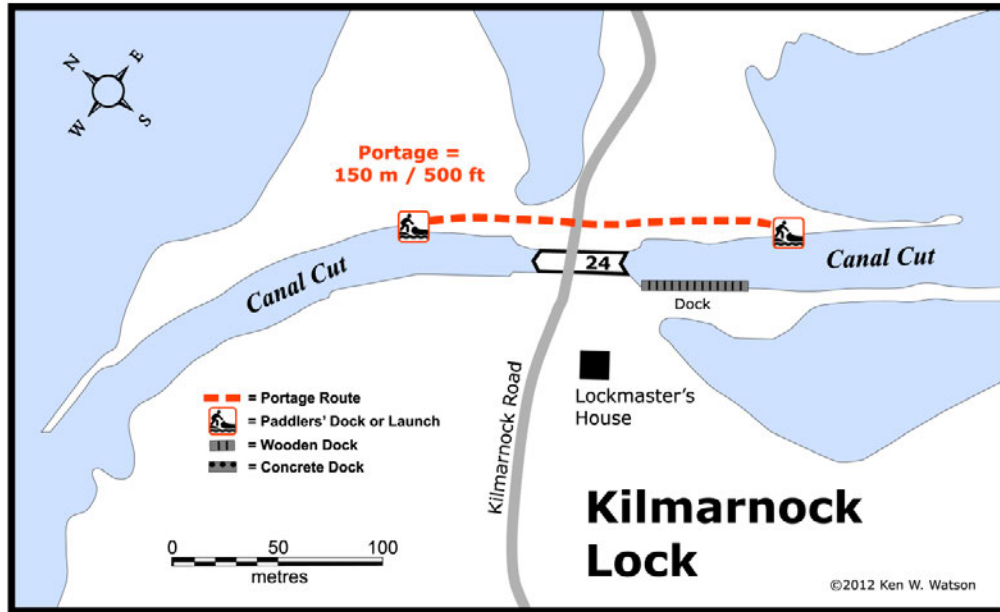 N
E
W
S
Portage =
150 m / 500 ft
Canal Cut
24
Canal Cut
Dock
Kilmarnock Road
Lockmaster's
House
= Portage Route
= Paddlers' Dock or Launch
= Wooden Dock
= Concrete Dock
0 50 100
metres
Kilmarnock
Lock
©2012 Ken W. Watson